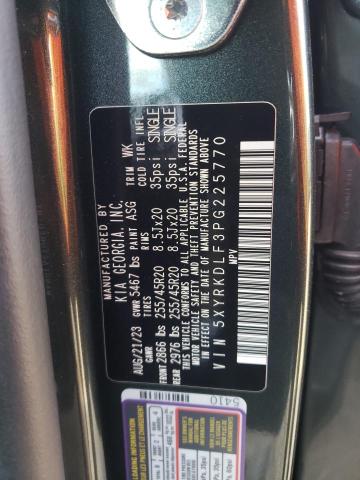 MANUFACTURED BY
KIA GEORGIA, INC.
AUG/21/23 GVWR 5467 lbs PAINT ASG TRIM WK
GAWR TIRES RIMS COLD TIRE INFL
FRONT 2866 lbs 255/45R20 8.5Jx20 35psi SINGLE
REAR 2976 lbs 255/45R20 8.5Jx20 35psi SINGLE
THIS VEHICLE CONFORMS TO ALL APPLICABLE U.S.A. FEDERAL
MOTOR VEHICLE SAFETY AND THEFT PREVENTION STANDARDS
IN EFFECT ON THE DATE OF MANUFACTURE SHOWN ABOVE
VIN 5XYRKDLF3PG225770
MPV
5410
LOADING INFORMATION